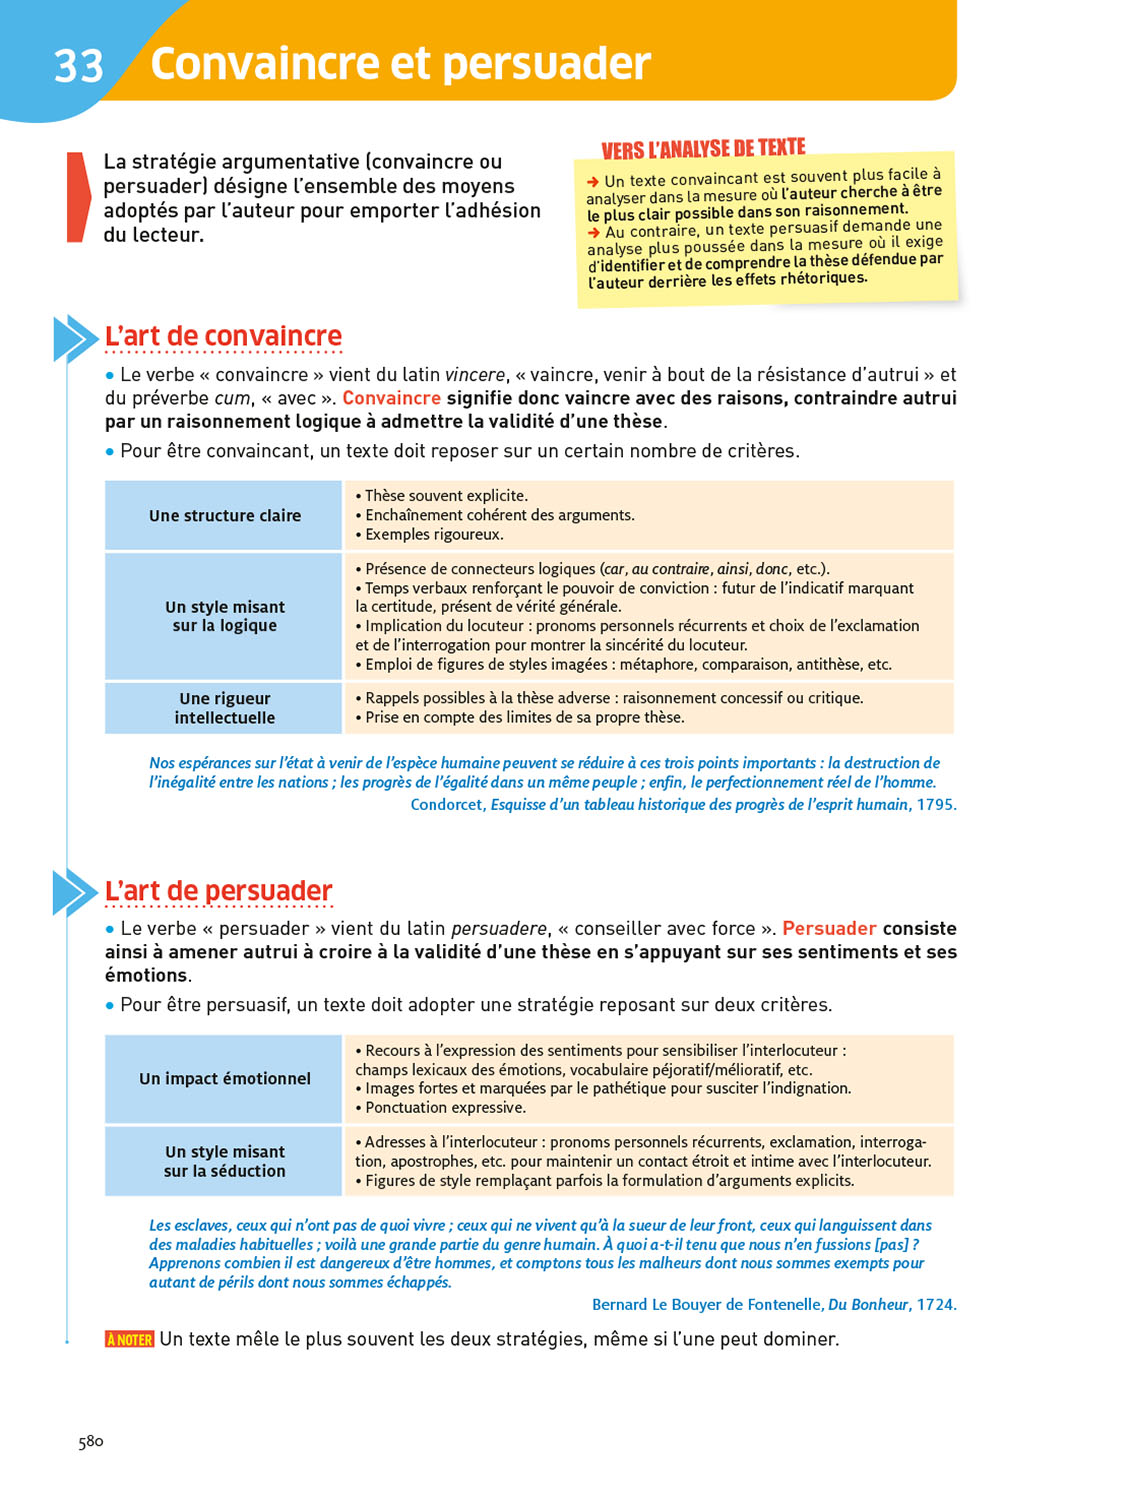 33
Convaincre et persuader
La stratégie argumentative (convaincre ou
persuader) désigne l'ensemble des moyens
adoptés par l'auteur pour emporter l'adhésion
du lecteur.
VERS L'ANALYSE DE TEXTE
➔ Un texte convaincant est souvent plus facile à
analyser dans la mesure où l'auteur cherche à être
le plus clair possible dans son raisonnement.
➔ Au contraire, un texte persuasif demande une
analyse plus poussée dans la mesure où il exige
d'identifier et de comprendre la thèse défendue par
l'auteur derrière les effets rhétoriques.
L'art de convaincre
• Le verbe « convaincre » vient du latin vincere, « vaincre, venir à bout de la résistance d'autrui » et
du préverbe cum, « avec ». Convaincre signifie donc vaincre avec des raisons, contraindre autrui
par un raisonnement logique à admettre la validité d'une thèse.
• Pour être convaincant, un texte doit reposer sur un certain nombre de critères.
Une structure claire
• Thèse souvent explicite.
• Enchaînement cohérent des arguments.
• Exemples rigoureux.
Un style misant
sur la logique
• Présence de connecteurs logiques (car, au contraire, ainsi, donc, etc.).
• Temps verbaux renforçant le pouvoir de conviction : futur de l'indicatif marquant
la certitude, présent de vérité générale.
• Implication du locuteur : pronoms personnels récurrents et choix de l'exclamation
et de l'interrogation pour montrer la sincérité du locuteur.
• Emploi de figures de styles imagées : métaphore, comparaison, antithèse, etc.
Une rigueur
intellectuelle
• Rappels possibles à la thèse adverse : raisonnement concessif ou critique.
• Prise en compte des limites de sa propre thèse.
Nos espérances sur l'état à venir de l'espèce humaine peuvent se réduire à ces trois points importants : la destruction de
l'inégalité entre les nations ; les progrès de l'égalité dans un même peuple ; enfin, le perfectionnement réel de l'homme.
Condorcet, Esquisse d'un tableau historique des progrès de l'esprit humain, 1795.
L'art de persuader
• Le verbe « persuader » vient du latin persuadere, « conseiller avec force ». Persuader consiste
ainsi à amener autrui à croire à la validité d'une thèse en s'appuyant sur ses sentiments et ses
émotions.
• Pour être persuasif, un texte doit adopter une stratégie reposant sur deux critères.
Un impact émotionnel
• Recours à l'expression des sentiments pour sensibiliser l'interlocuteur :
champs lexicaux des émotions, vocabulaire péjoratif/mélioratif, etc.
• Images fortes et marquées par le pathétique pour susciter l'indignation.
• Ponctuation expressive.
Un style misant
sur la séduction
• Adresses à l'interlocuteur : pronoms personnels récurrents, exclamation, interroga-
tion, apostrophes, etc. pour maintenir un contact étroit et intime avec l'interlocuteur.
• Figures de style remplaçant parfois la formulation d'arguments explicits.
Les esclaves, ceux qui n'ont pas de quoi vivre ; ceux qui ne vivent qu'à la sueur de leur front, ceux qui languissent dans
des maladies habituelles ; voilà une grande partie du genre humain. À quoi a-t-il tenu que nous n'en fussions [pas] ?
Apprenons combien il est dangereux d'être hommes, et comptons tous les malheurs dont nous sommes exempts pour
autant de périls dont nous sommes échappés.
Bernard Le Bouyer de Fontenelle, Du Bonheur, 1724.
À NOTER Un texte mêle le plus souvent les deux stratégies, même si l'une peut dominer.
580